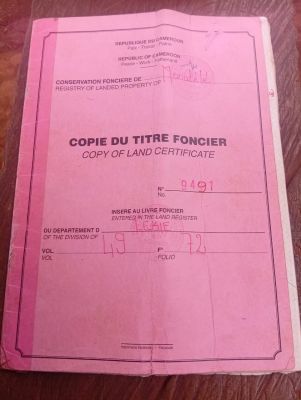 REPUBLIQUE DU CAMEROUN
Paix - Travail - Patrie
REPUBLIC OF CAMEROON
Peace - Work - Fatherland
CONSERVATION FONCIERE DE
REGISTRY OF LANDED PROPERTY OF
COPIE DU TITRE FONCIER
COPY OF LAND CERTIFICATE
N°
No.
INSERE AU LIVRE FONCIER
ENTERED IN THE LAND REGISTER
DU DEPARTEMENT D
OF THE DIVISION OF
VOL. 49 F° 72
VOL FOLIO